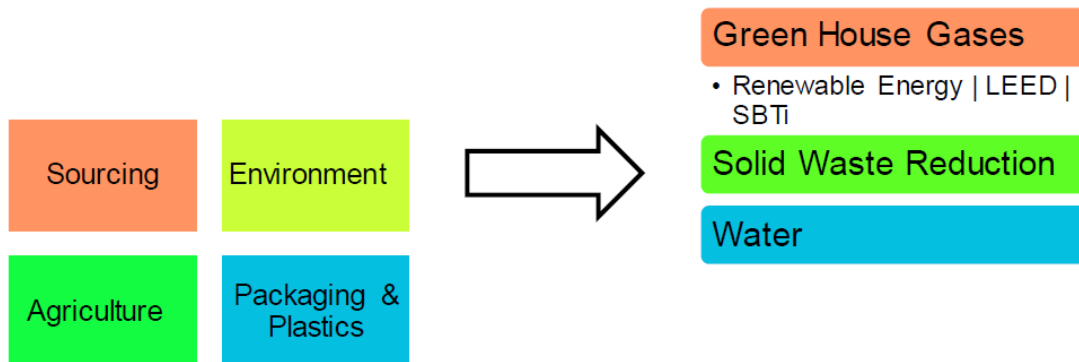 Sourcing
Environment
Agriculture
Packaging &
Plastics
Green House Gases
• Renewable Energy | LEED |
SBTi
Solid Waste Reduction
Water